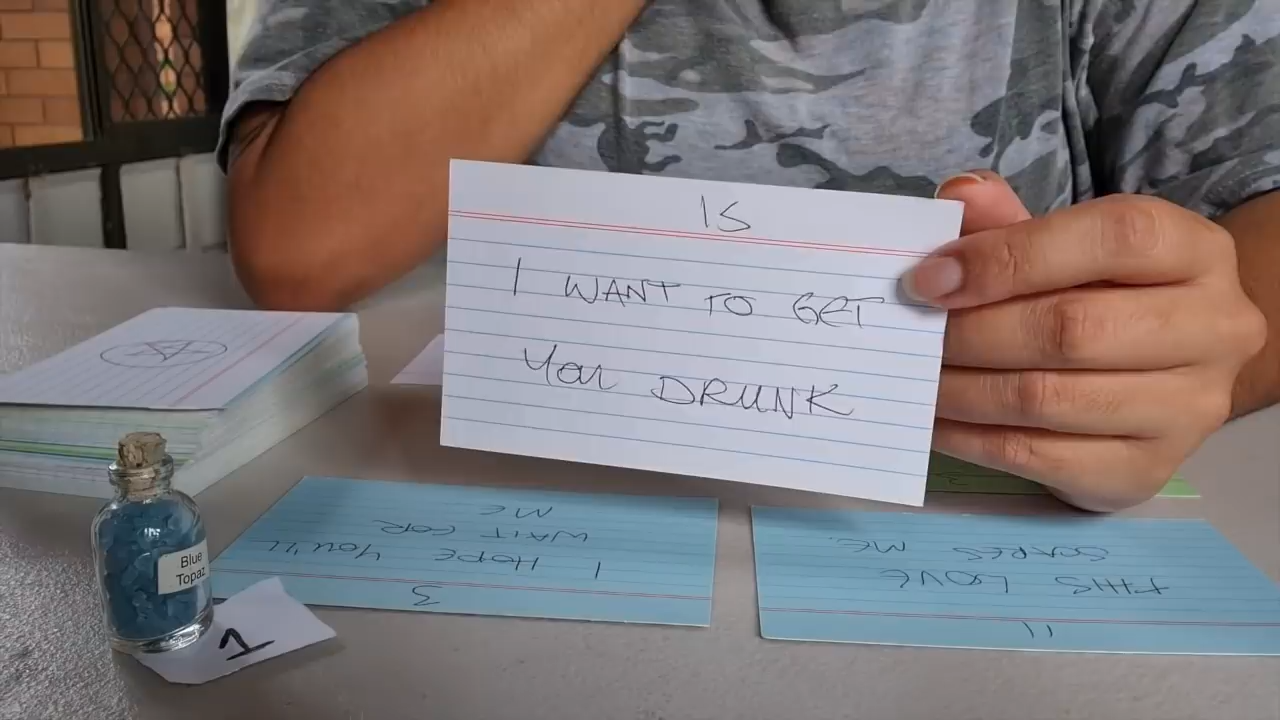 IS
I WANT TO GET
YOU DRUNK
Blue
Topaz
1
3
I HOPE YOU'LL
WAIT FOR
ME
11
THIS LOVE
SCARES ME.